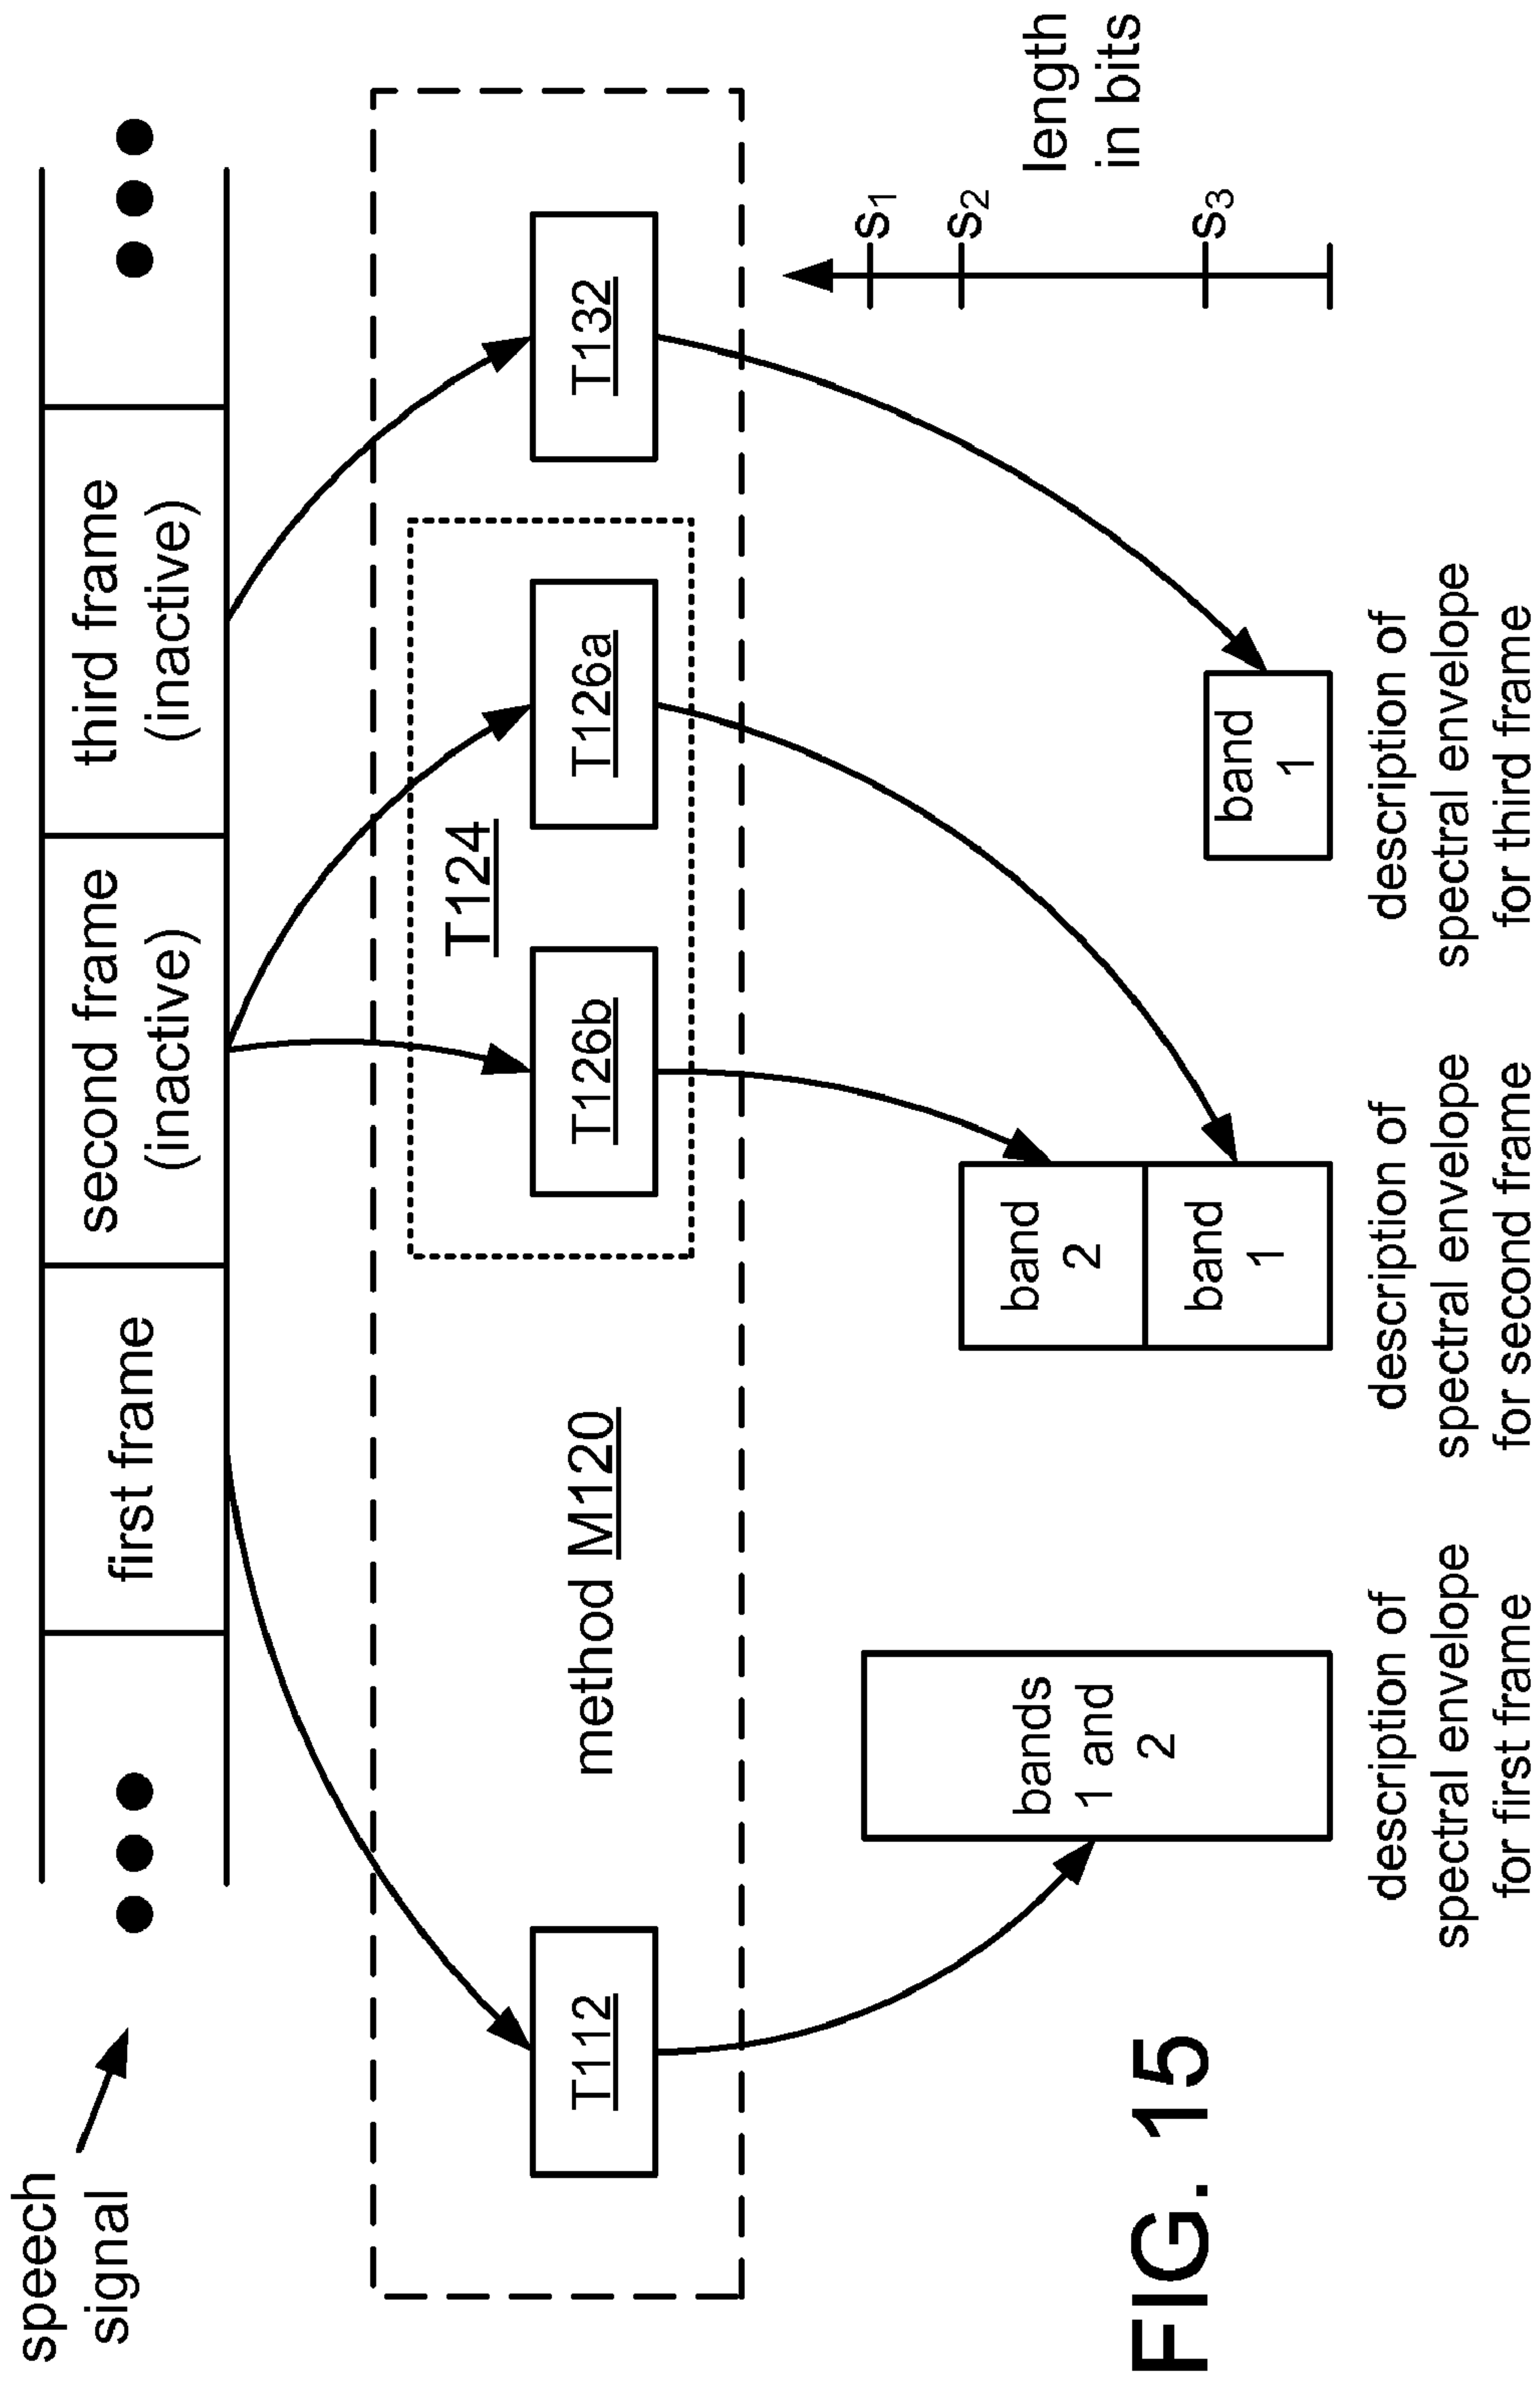 speech
signal
first frame
second frame
(inactive)
third frame
(inactive)
T112
method M120
T124
T126b
T126a
T132
bands
1 and
2
band
2
band
1
band
1
s1
s2
s3
length
in bits
description of
spectral envelope
for first frame
description of
spectral envelope
for second frame
description of
spectral envelope
for third frame
FIG. 15